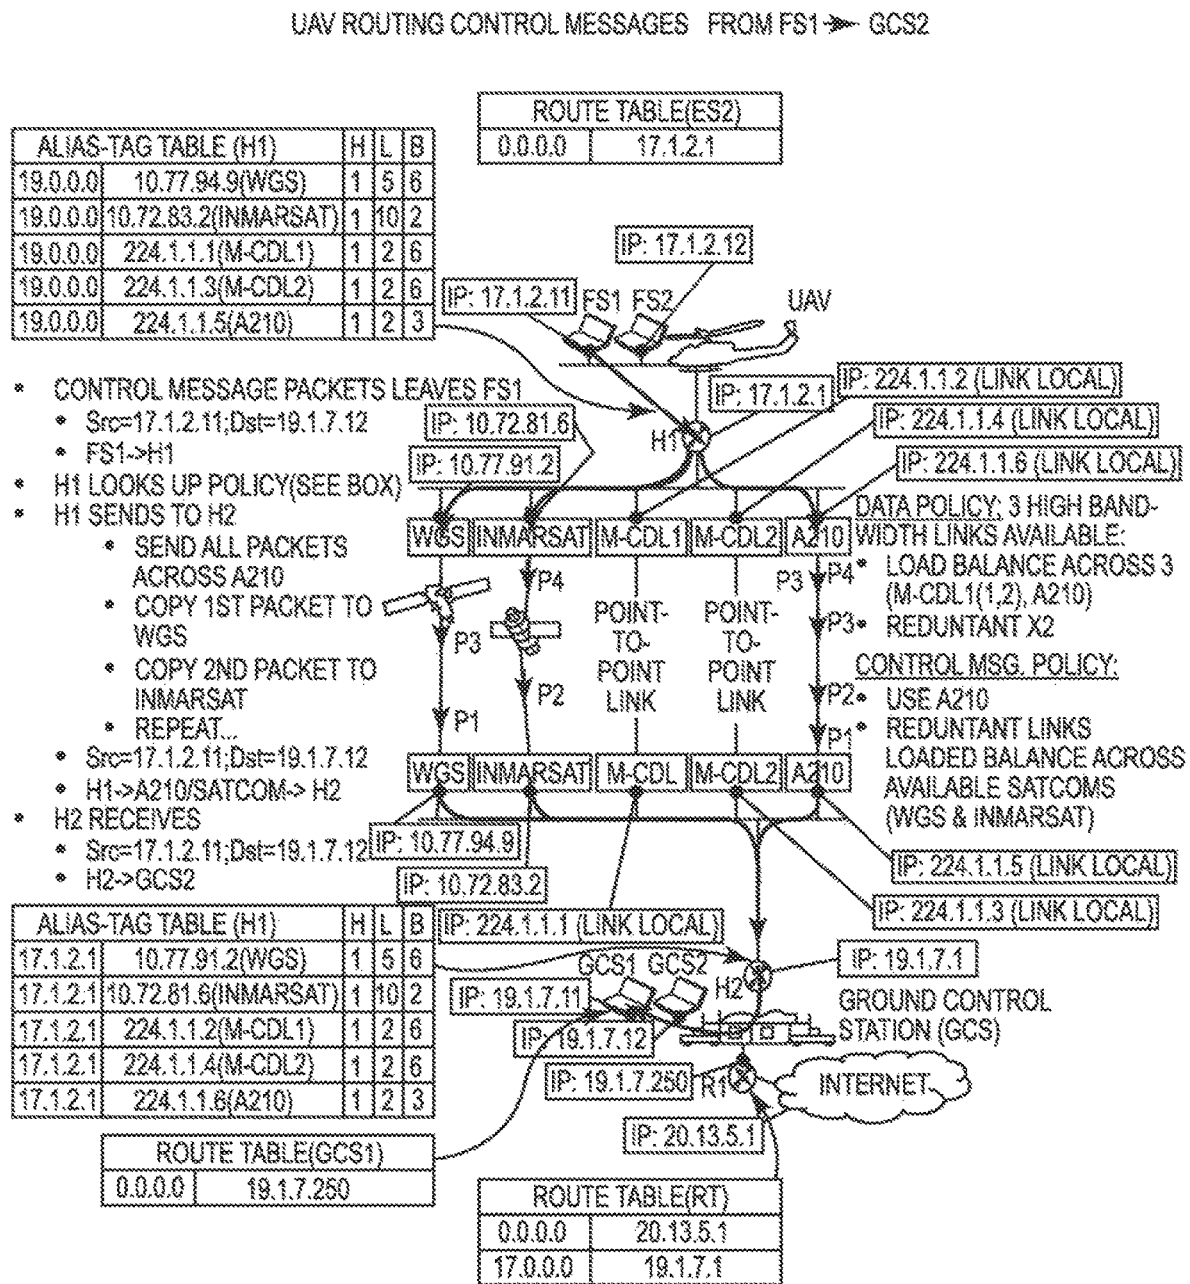 UAV ROUTING CONTROL MESSAGES FROM FS1 → GCS2
ROUTE TABLE(ES2)
0.0.0.0 17.1.2.1
ALIAS-TAG TABLE (H1) H L B
19.0.0.0 10.77.94.9(WGS) 1 5 6
19.0.0.0 10.72.83.2(INMARSAT) 1 10 2
19.0.0.0 224.1.1.1(M-CDL1) 1 2 6
19.0.0.0 224.1.1.3(M-CDL2) 1 2 6
19.0.0.0 224.1.1.5(A210) 1 2 3
IP: 17.1.2.12
IP: 17.1.2.11
FS1 FS2
UAV
• CONTROL MESSAGE PACKETS LEAVES FS1
• Src=17.1.2.11;Dst=19.1.7.12
• FS1->H1
• H1 LOOKS UP POLICY(SEE BOX)
• H1 SENDS TO H2
• SEND ALL PACKETS
ACROSS A210
• COPY 1ST PACKET TO
WGS
• COPY 2ND PACKET TO
INMARSAT
• REPEAT...
• Src=17.1.2.11;Dst=19.1.7.12
• H1->A210/SATCOM-> H2
• H2 RECEIVES
• Src=17.1.2.11;Dst=19.1.7.12
• H2->GCS2
IP: 10.72.81.6
IP: 10.77.91.2
H1
IP: 17.1.2.1
IP: 224.1.1.2 (LINK LOCAL)
IP: 224.1.1.4 (LINK LOCAL)
IP: 224.1.1.6 (LINK LOCAL)
WGS INMARSAT M-CDL1 M-CDL2 A210
P4
P3 P4
P3
P3
P2
P2
P1
P1
POINT-
TO-
POINT
LINK
POINT-
TO-
POINT
LINK
DATA POLICY; 3 HIGH BAND-
WIDTH LINKS AVAILABLE:
• LOAD BALANCE ACROSS 3
(M-CDL1(1,2), A210)
• REDUNTANT X2
CONTROL MSG. POLICY:
• USE A210
• REDUNTANT LINKS
LOADED BALANCE ACROSS
AVAILABLE SATCOMS
(WGS & INMARSAT)
WGS INMARSAT M-CDL M-CDL2 A210
IP: 10.77.94.9
IP: 10.72.83.2
IP: 224.1.1.1 (LINK LOCAL)
IP: 224.1.1.5 (LINK LOCAL)
IP: 224.1.1.3 (LINK LOCAL)
ALIAS-TAG TABLE (H1) H L B
17.1.2.1 10.77.91.2(WGS) 1 5 6
17.1.2.1 10.72.81.6(INMARSAT) 1 10 2
17.1.2.1 224.1.1.2(M-CDL1) 1 2 6
17.1.2.1 224.1.1.4(M-CDL2) 1 2 6
17.1.2.1 224.1.1.6(A210) 1 2 3
GCS1 GCS2
H2
IP: 19.1.7.1
IP: 19.1.7.11
IP: 19.1.7.12
GROUND CONTROL
STATION (GCS)
IP: 19.1.7.250
R1
INTERNET
IP: 20.13.5.1
ROUTE TABLE(GCS1)
0.0.0.0 19.1.7.250
ROUTE TABLE(RT)
0.0.0.0 20.13.5.1
17.0.0.0 19.1.7.1